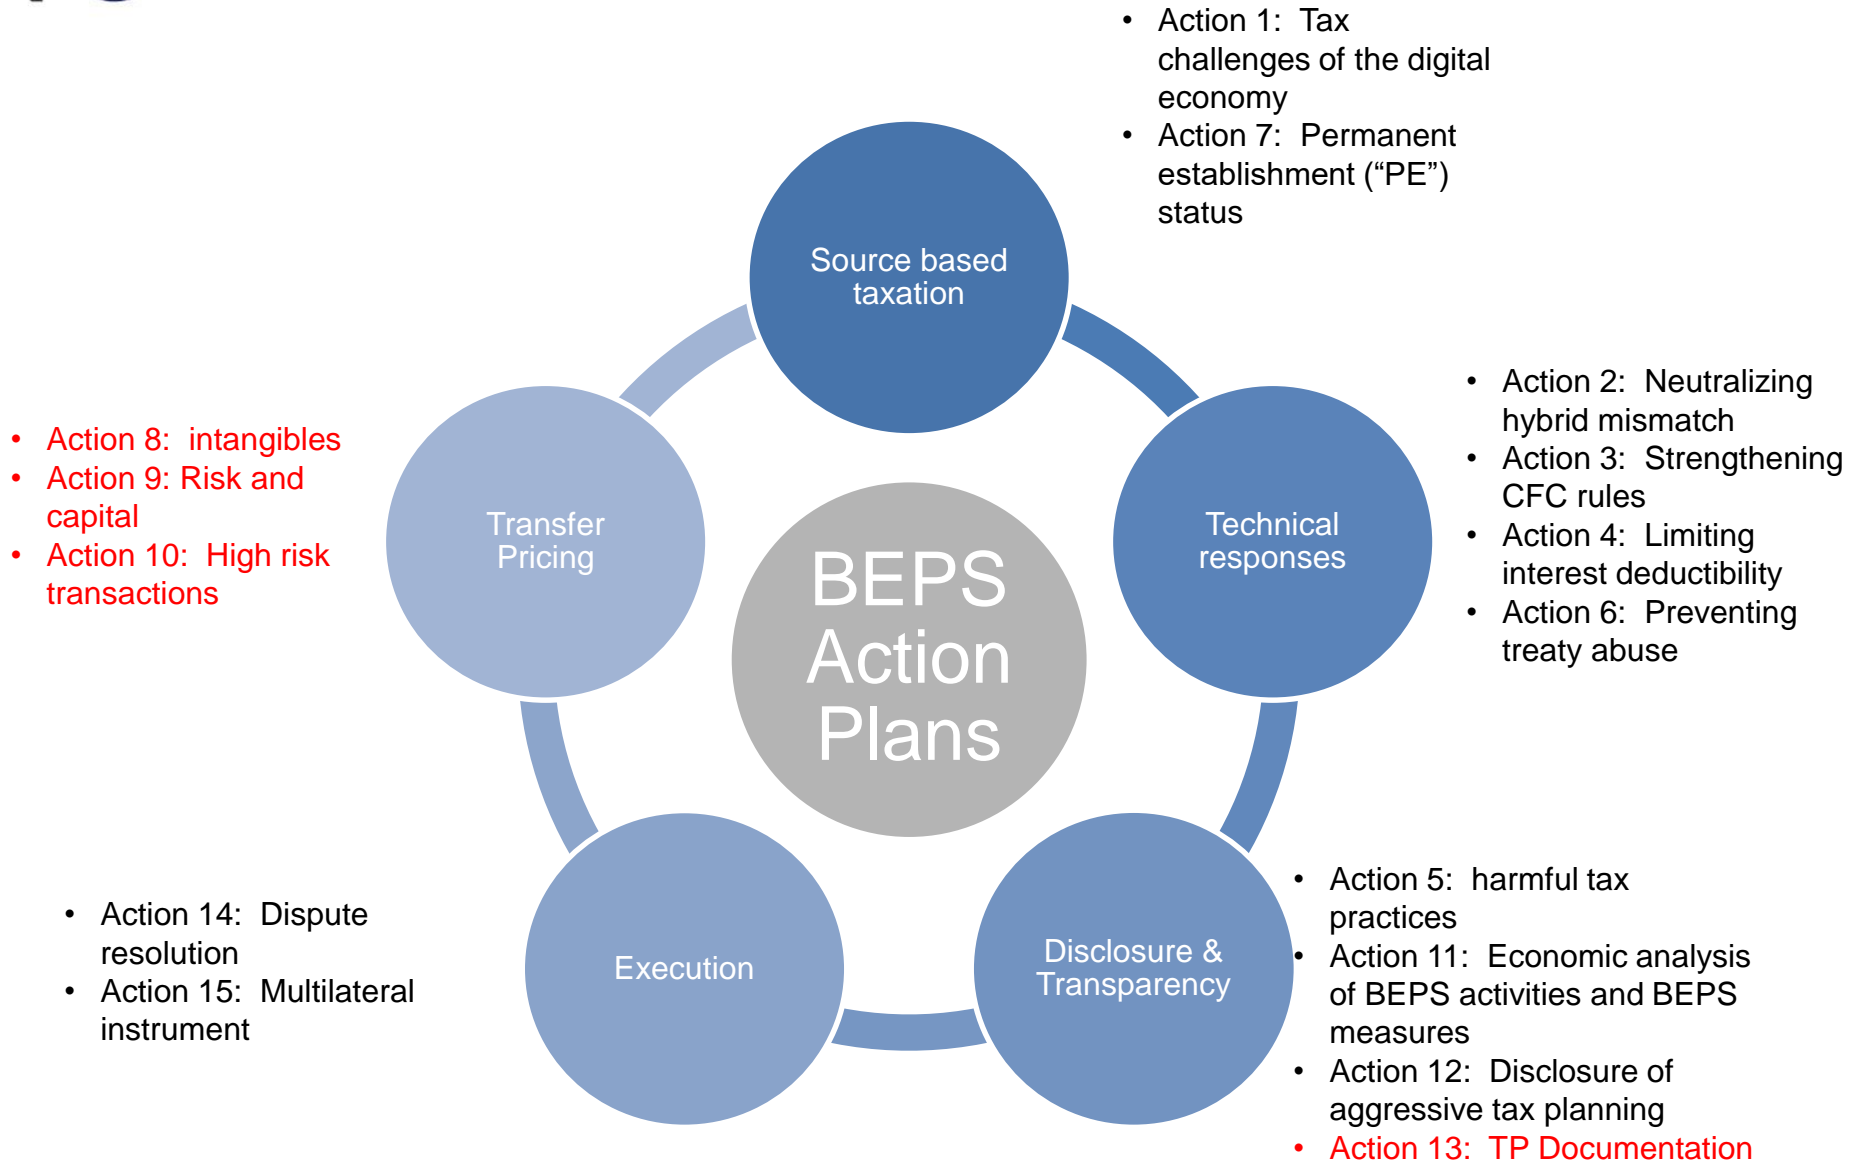 • Action 1: Tax
challenges of the digital
economy
• Action 7: Permanent
establishment (“PE”)
status
Source based
taxation
• Action 2: Neutralizing
hybrid mismatch
• Action 3: Strengthening
CFC rules
• Action 4: Limiting
interest deductibility
• Action 6: Preventing
treaty abuse
Technical
responses
• Action 8: intangibles
• Action 9: Risk and
capital
• Action 10: High risk
transactions
Transfer
Pricing
BEPS
Action
Plans
• Action 14: Dispute
resolution
• Action 15: Multilateral
instrument
Execution
Disclosure &
Transparency
• Action 5: harmful tax
practices
• Action 11: Economic analysis
of BEPS activities and BEPS
measures
• Action 12: Disclosure of
aggressive tax planning
• Action 13: TP Documentation